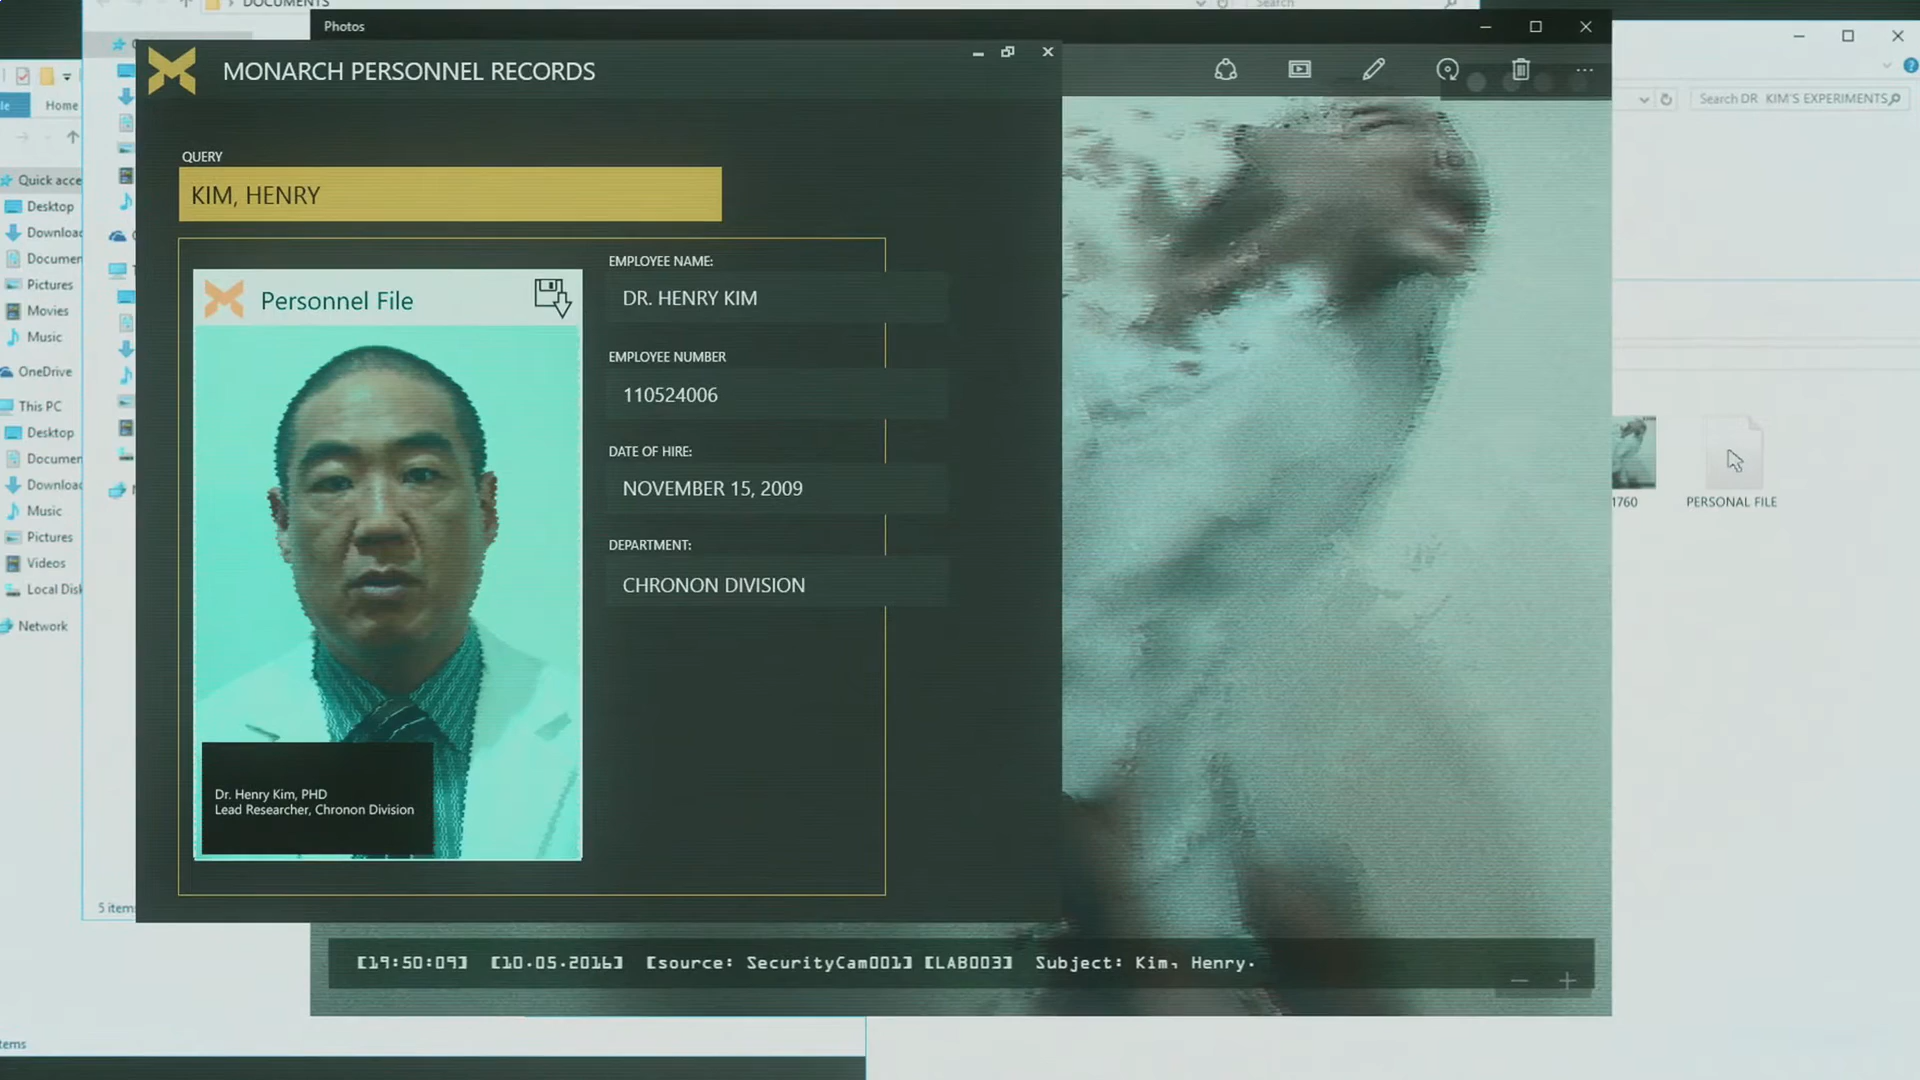 DOCUMENTS
Search
Photos
MONARCH PERSONNEL RECORDS
Home
Search DR KIM'S EXPERIMENTS
QUERY
KIM, HENRY
Quick acce
Desktop
Downloa
Documen
Pictures
Movies
Music
OneDrive
This PC
Desktop
Documen
Downloa
Music
Pictures
Videos
Local Disk
Network
Personnel File
EMPLOYEE NAME:
DR. HENRY KIM
EMPLOYEE NUMBER
110524006
DATE OF HIRE:
NOVEMBER 15, 2009
DEPARTMENT:
CHRONON DIVISION
1760
PERSONAL FILE
Dr. Henry Kim, PHD
Lead Researcher, Chronon Division
5 items
[19:50:09] [10.05.2016] [source: SecurityCam001] [LAB003] Subject: Kim, Henry.
tems